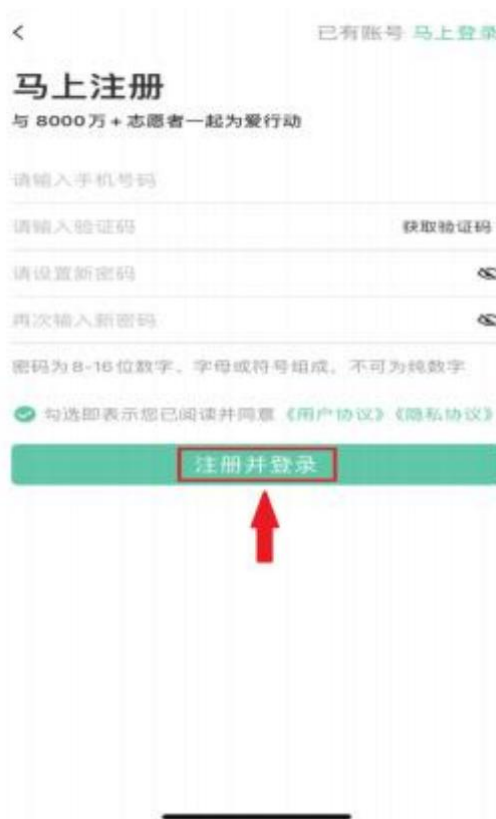 已有账号 马上登录
马上注册
与 8000万+志愿者一起为爱行动
请输入手机号码
请输入验证码 获取验证码
请设置新密码
再次输入新密码
密码为8-16位数字、字母或符号组成，不可为纯数字
勾选即表示您已阅读并同意《用户协议》《隐私协议》
注册并登录